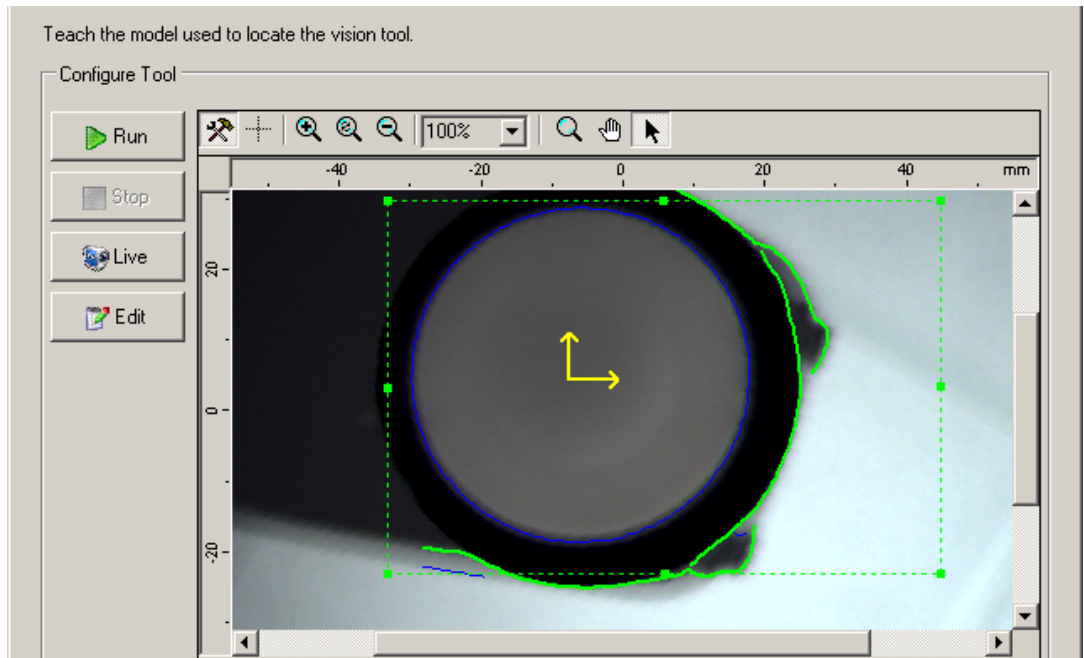 Teach the model used to locate the vision tool.
Configure Tool
Run
100%
Stop
-40 -20 0 20 40 mm
Live
20
Edit
0
-20